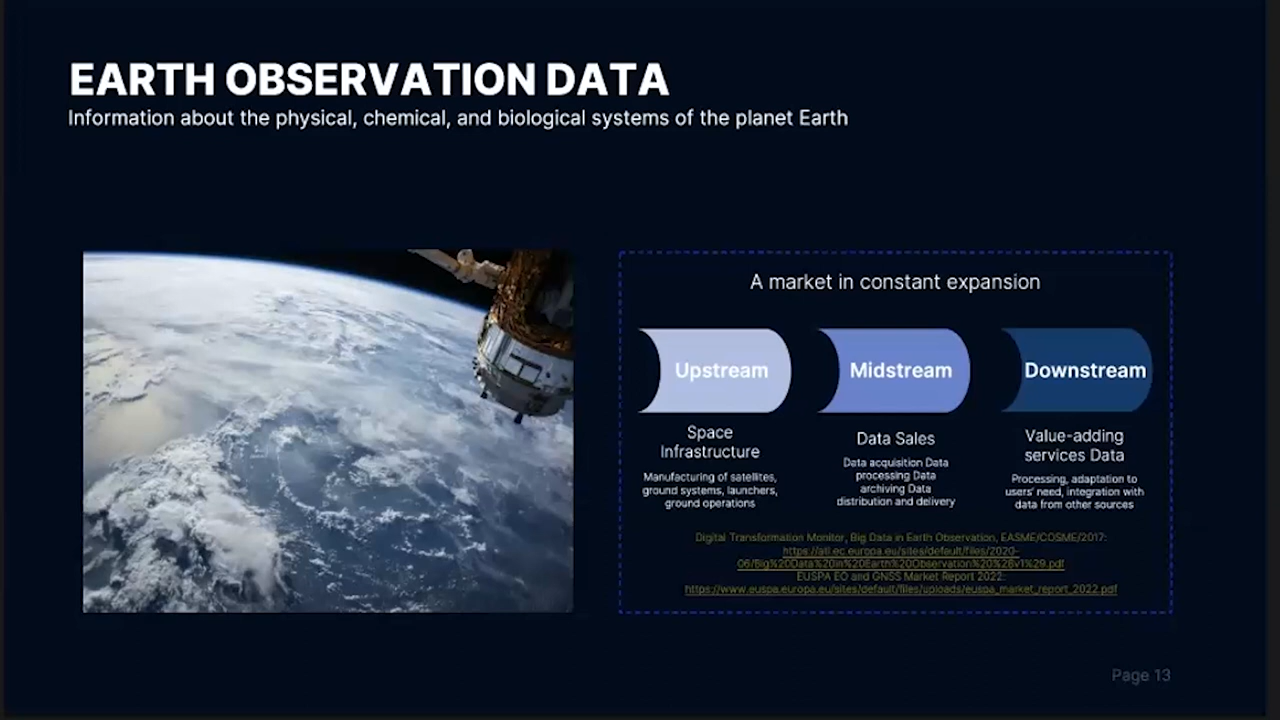 EARTH OBSERVATION DATA
Information about the physical, chemical, and biological systems of the planet Earth
A market in constant expansion
Upstream
Space
Infrastructure
Manufacturing of satellites,
ground systems, launchers,
ground operations
Midstream
Data Sales
Data acquisition Data
processing Data
archiving Data
distribution and delivery
Downstream
Value-adding
services Data
Processing, adaptation to
users' need, integration with
data from other sources
Digital Transformation Monitor, Big Data in Earth Observation, EASME/COSME/2017:
https://ati.ec.europa.eu/sites/default/files/2020-
06/Big%20Data%20in%20Earth%20Observation%20%28v1%29.pdf
EUSPA EO and GNSS Market Report 2022:
https://www.euspa.europa.eu/sites/default/files/uploads/euspa_market_report_2022.pdf
Page 13